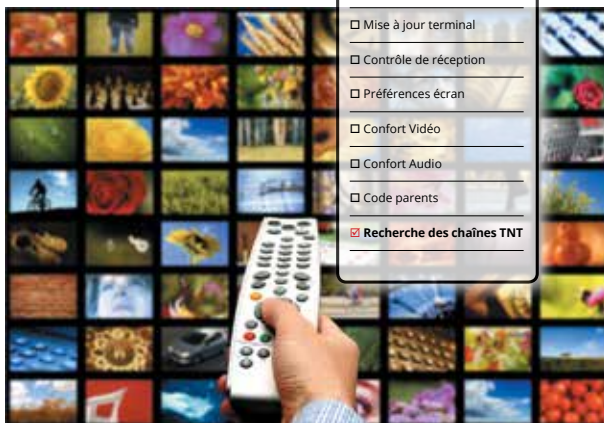 ☐ Mise à jour terminal
☐ Contrôle de réception
☐ Préférences écran
☐ Confort Vidéo
☐ Confort Audio
☐ Code parents
☑ Recherche des chaînes TNT